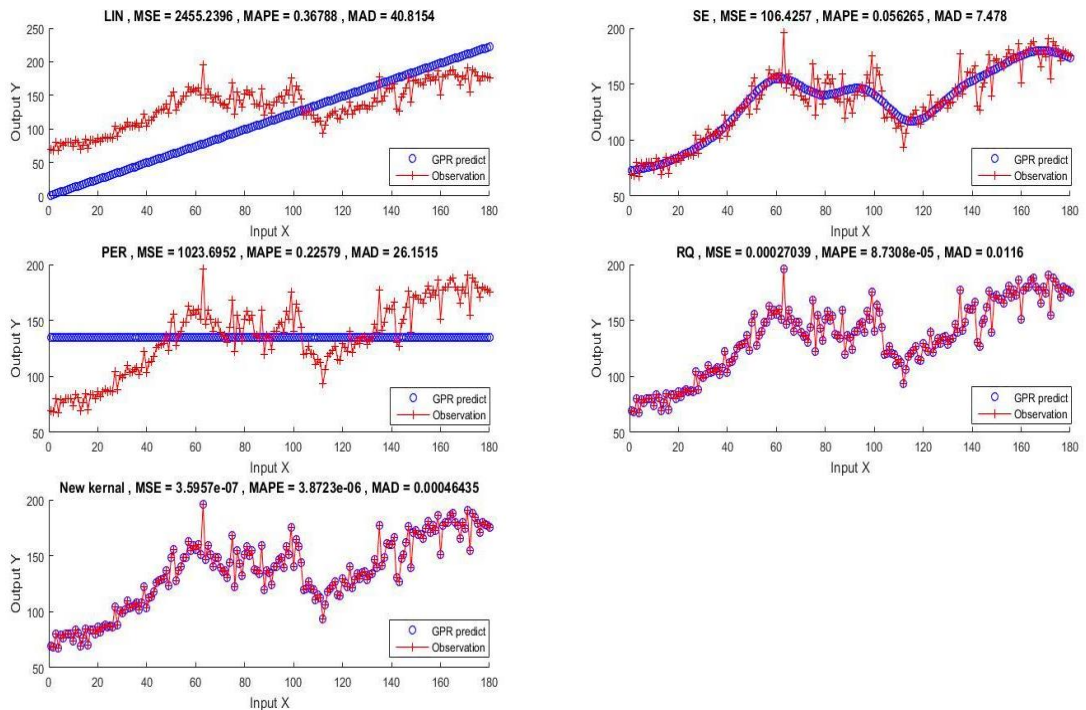 LIN , MSE = 2455.2396 , MAPE = 0.36788 , MAD = 40.8154
250
200
150
100
50
0
Output Y
0 20 40 60 80 100 120 140 160 180
Input X
GPR predict
Observation
SE , MSE = 106.4257 , MAPE = 0.056265 , MAD = 7.478
200
150
100
50
Output Y
0 20 40 60 80 100 120 140 160 180
Input X
GPR predict
Observation
PER , MSE = 1023.6952 , MAPE = 0.22579 , MAD = 26.1515
200
150
100
50
Output Y
0 20 40 60 80 100 120 140 160 180
Input X
GPR predict
Observation
RQ , MSE = 0.00027039 , MAPE = 8.7308e-05 , MAD = 0.0116
200
150
100
50
Output Y
0 20 40 60 80 100 120 140 160 180
Input X
GPR predict
Observation
New kernal , MSE = 3.5957e-07 , MAPE = 3.8723e-06 , MAD = 0.00046435
200
150
100
50
Output Y
0 20 40 60 80 100 120 140 160 180
Input X
GPR predict
Observation